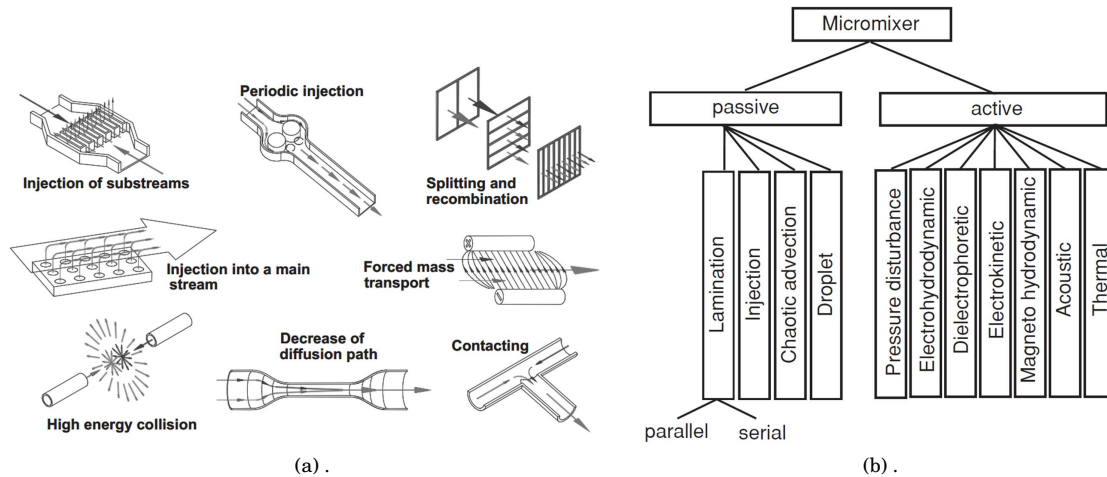 Periodic injection
Injection of substreams
Splitting and
recombination
Injection into a main
stream
Forced mass
transport
Decrease of
diffusion path
Contacting
High energy collision
(a) .
Micromixer
passive
active
Lamination
Injection
Chaotic advection
Droplet
Pressure disturbance
Electrohydrodynamic
Dielectrophoretic
Electrokinetic
Magneto hydrodynamic
Acoustic
Thermal
parallel
serial
(b) .